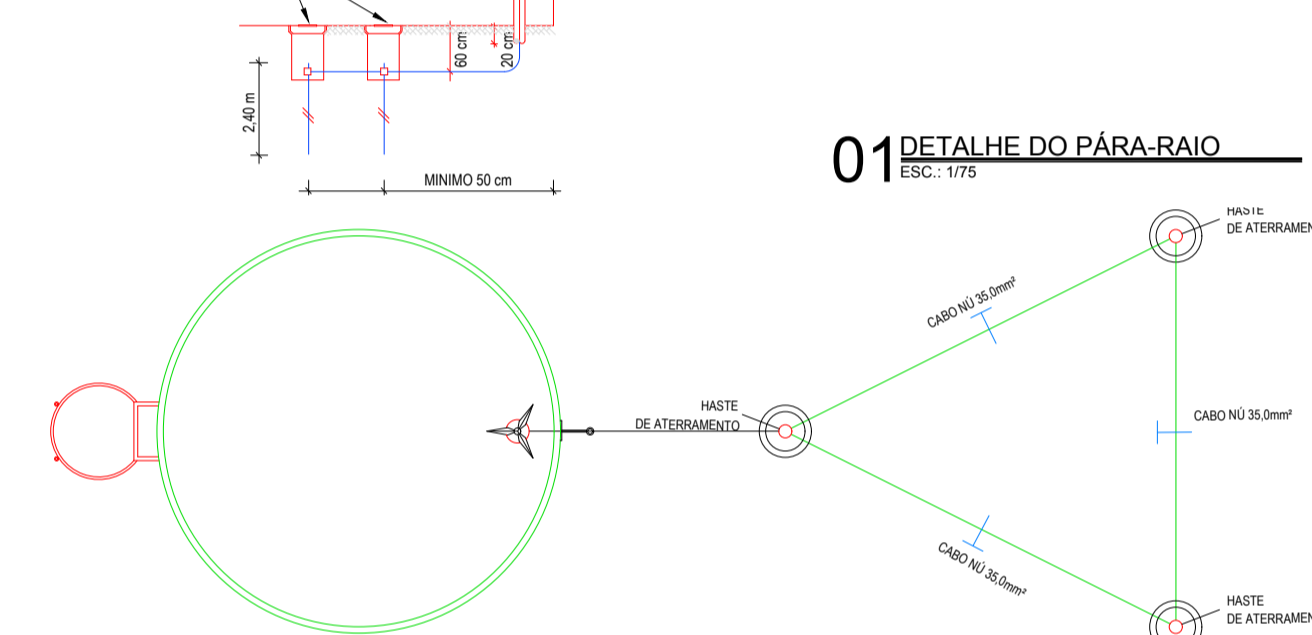 60 cm
20 cm
2,40 m
MINIMO 50 cm
01 DETALHE DO PÁRA-RAIO
ESC.: 1/75
HASTE
DE ATERRAMEN
CABO NÚ 35,0mm²
HASTE
DE ATERRAMENTO
CABO NÚ 35,0mm²
CABO NÚ 35,0mm²
HASTE
DE ATERRAMEN